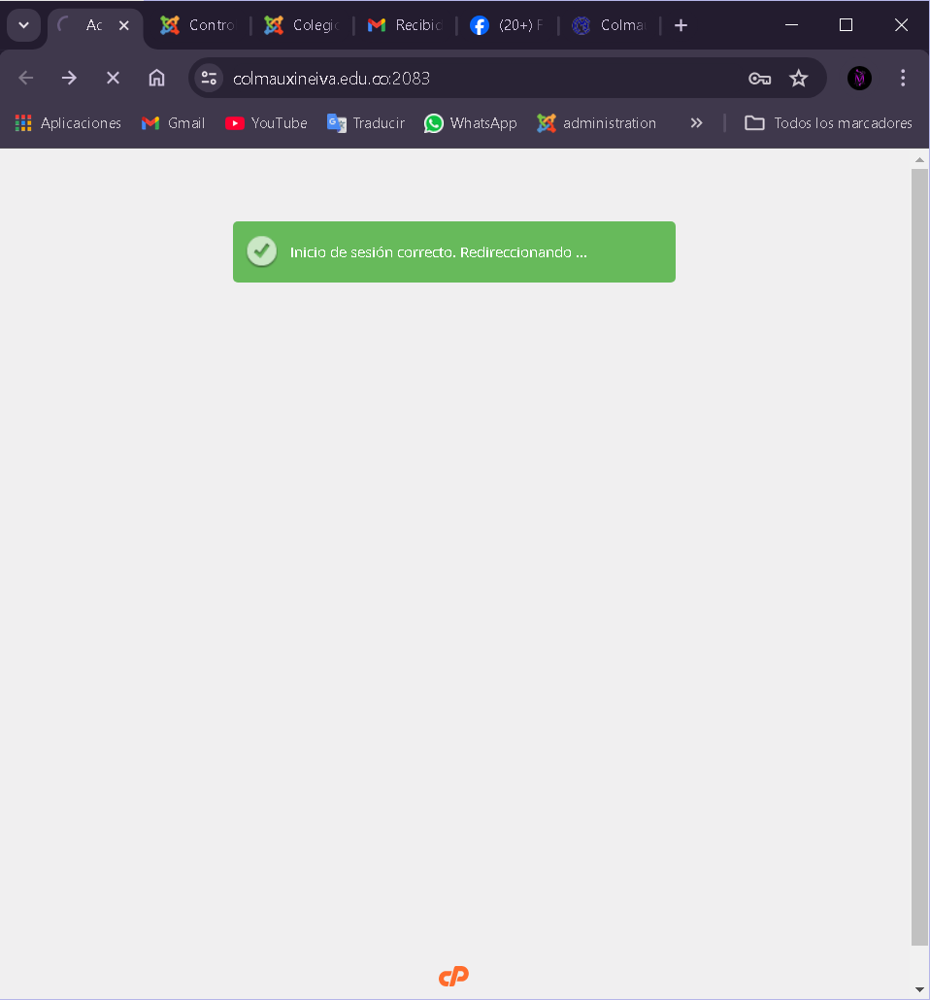 Ac
Contro
Colegio
Recibid
(20+) F
Colma
colmauxineiva.edu.co:2083
Aplicaciones
Gmail
YouTube
Traducir
WhatsApp
administration
Todos los marcadores
Inicio de sesión correcto. Redireccionando ...
cP